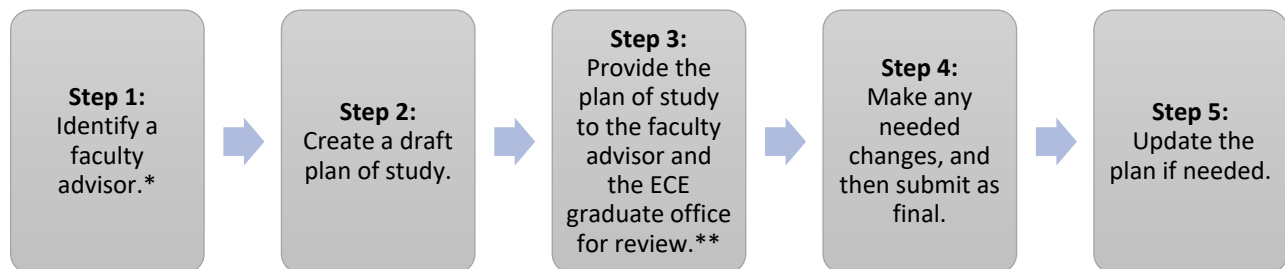 Step 1:
Identify a
faculty
advisor.*
Step 2:
Create a draft
plan of study.
Step 3:
Provide the
plan of study
to the faculty
advisor and
the ECE
graduate office
for review.**
Step 4:
Make any
needed
changes, and
then submit as
final.
Step 5:
Update the
plan if needed.